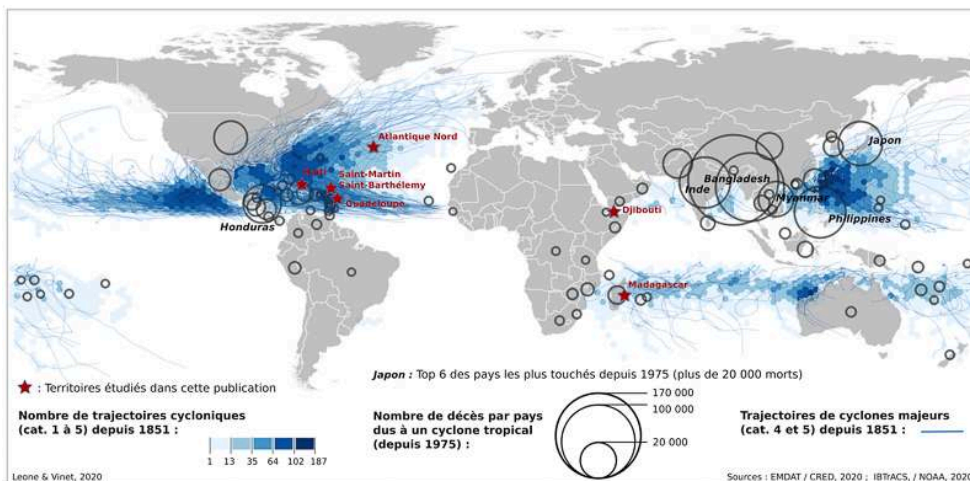 Atlantique Nord
Japon
Saint-Martin
Saint-Barthélemy
Bangladesh
Inde
Myanmar
Guadeloupe
Djibouti
Philippines
Honduras
Madagascar
Japon : Top 6 des pays les plus touchés depuis 1975 (plus de 20 000 morts)
★ : Territoires étudiés dans cette publication
Nombre de trajectoires cycloniques
(cat. 1 à 5) depuis 1851 :
1 13 35 64 102 187
Nombre de décès par pays
dus à un cyclone tropical
(depuis 1975) :
170 000
100 000
20 000
Trajectoires de cyclones majeurs
(cat. 4 et 5) depuis 1851 :
Leone & Vinet, 2020
Sources : EMDAT / CRED, 2020 ; IBTrACS, / NOAA, 2020